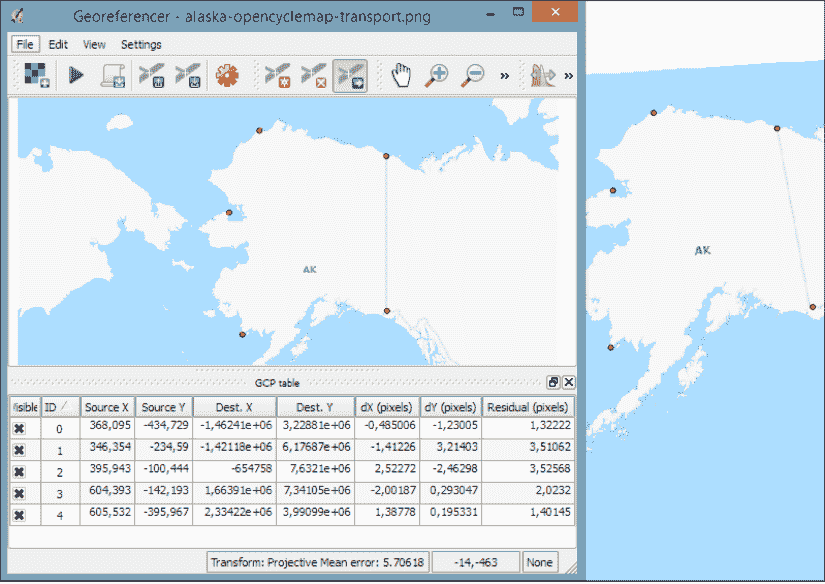 Georeferencer - alaska-opencyclemap-transport.png
File Edit View Settings
» »
AK
AK
GCP table
isible ID / Source X Source Y Dest. X Dest. Y dX (pixels) dY (pixels) Residual (pixels)
0 368,095 -434,729 -1,46241e+06 3,22881e+06 -0,485006 -1,23005 1,32222
1 346,354 -234,59 -1,42118e+06 6,17687e+06 -1,41226 3,21403 3,51062
2 395,943 -100,444 -654758 7,6321e+06 2,52272 -2,46298 3,52568
3 604,393 -142,193 1,66391e+06 7,34105e+06 -2,00187 0,293047 2,0232
4 605,532 -395,967 2,33422e+06 3,99099e+06 1,38778 0,195331 1,40145
Transform: Projective Mean error: 5.70618 -14,-463 None